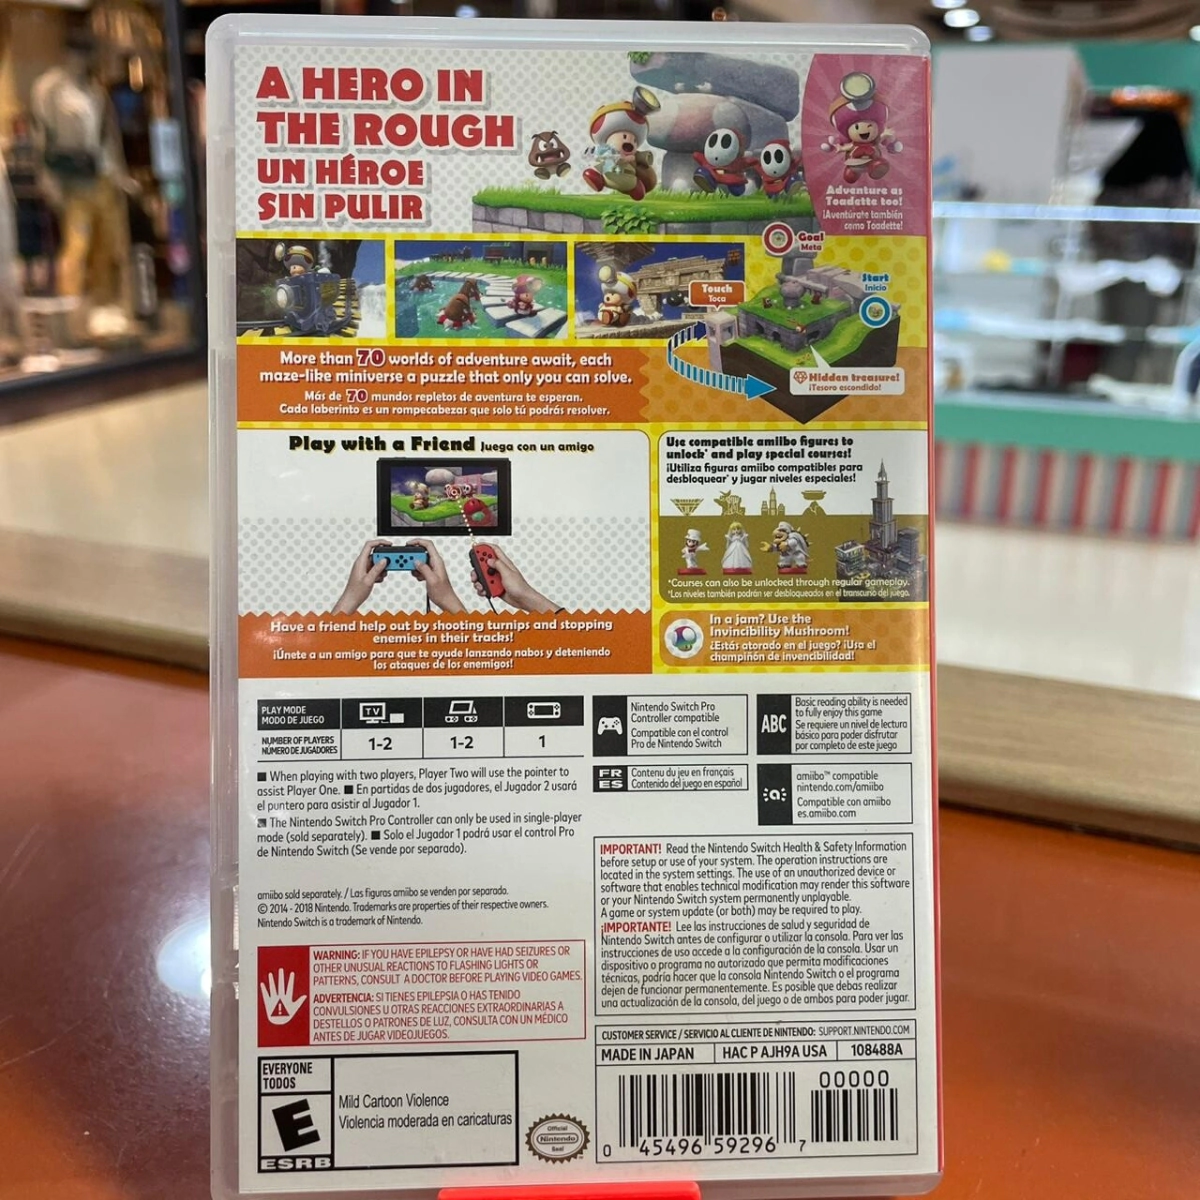 A HERO IN
THE ROUGH
UN HÉROE
SIN PULIR
Adventure as
Toadette too!
¡Aventúrate también
como Toadette!
Goal
Meta
Start
Inicio
Touch
Toca
Hidden treasure!
¡Tesoro escondido!
More than 70 worlds of adventure await, each
maze-like miniverse a puzzle that only you can solve.
Más de 70 mundos repletos de aventura te esperan.
Cada laberinto es un rompecabezas que solo tú podrás resolver.
Play with a Friend Juega con un amigo
Have a friend help out by shooting turnips and stopping
enemies in their tracks!
¡Únete a un amigo para que te ayude lanzando nabos y deteniendo
los ataques de los enemigos!
Use compatible amiibo figures to
unlock* and play special courses!
¡Utiliza figuras amiibo compatibles para
desbloquear* y jugar niveles especiales!
*Courses can also be unlocked through regular gameplay.
*Los niveles también podrán ser desbloqueados en el transcurso del juego.
In a jam? Use the
Invincibility Mushroom!
¿Estás atorado en el juego? ¡Usa el
champiñón de invencibilidad!
PLAY MODE
MODO DE JUEGO
TV
NUMBER OF PLAYERS
NÚMERO DE JUGADORES
1-2
1-2
1
■ When playing with two players, Player Two will use the pointer to
assist Player One. ■ En partidas de dos jugadores, el Jugador 2 usará
el puntero para asistir al Jugador 1.
■ The Nintendo Switch Pro Controller can only be used in single-player
mode (sold separately). ■ Solo el Jugador 1 podrá usar el control Pro
de Nintendo Switch (Se vende por separado).
amiibo sold separately. / Las figuras amiibo se venden por separado.
© 2014 - 2018 Nintendo. Trademarks are properties of their respective owners.
Nintendo Switch is a trademark of Nintendo.
WARNING: IF YOU HAVE EPILEPSY OR HAVE HAD SEIZURES OR
OTHER UNUSUAL REACTIONS TO FLASHING LIGHTS OR
PATTERNS, CONSULT A DOCTOR BEFORE PLAYING VIDEO GAMES.
ADVERTENCIA: SI TIENES EPILEPSIA O HAS TENIDO
CONVULSIONES U OTRAS REACCIONES EXTRAORDINARIAS A
DESTELLOS O PATRONES DE LUZ, CONSULTA CON UN MÉDICO
ANTES DE JUGAR VIDEOJUEGOS.
EVERYONE
TODOS
E
ESRB
Mild Cartoon Violence
Violencia moderada en caricaturas
Official
Nintendo
Seal
Nintendo Switch Pro
Controller compatible
Compatible con el control
Pro de Nintendo Switch
FR
ES
Contenu du jeu en français
Contenido del juego en español
ABC
Basic reading ability is needed
to fully enjoy this game
Se requiere un nivel de lectura
básico para poder disfrutar
por completo de este juego
amiibo™ compatible
nintendo.com/amiibo
Compatible con amiibo
es.amiibo.com
IMPORTANT! Read the Nintendo Switch Health & Safety Information
before setup or use of your system. The operation instructions are
located in the system settings. The use of an unauthorized device or
software that enables technical modification may render this software
or your Nintendo Switch system permanently unplayable.
A game or system update (or both) may be required to play.
¡IMPORTANTE! Lee las instrucciones de salud y seguridad de
Nintendo Switch antes de configurar o utilizar la consola. Para ver las
instrucciones de uso accede a la configuración de la consola. Usar un
dispositivo o programa no autorizado que permita modificaciones
técnicas, podría hacer que la consola Nintendo Switch o el programa
dejen de funcionar permanentemente. Es posible que debas realizar
una actualización de la consola, del juego o de ambos para poder jugar.
CUSTOMER SERVICE / SERVICIO AL CLIENTE DE NINTENDO: SUPPORT.NINTENDO.COM
MADE IN JAPAN
HAC P AJH9A USA
108488A
00000
0 45496 59296 7